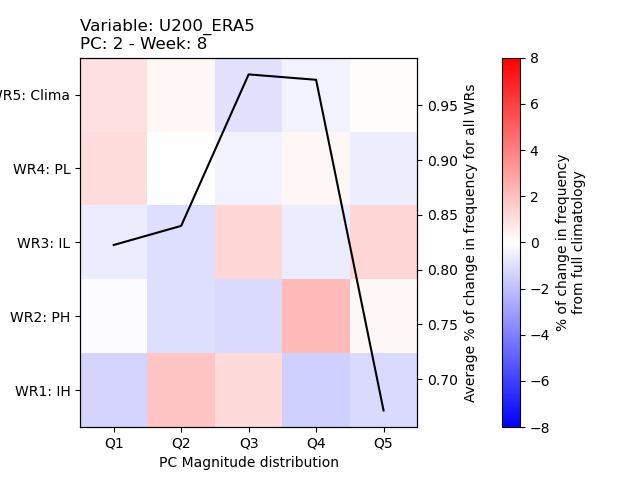 Variable: U200_ERA5
PC: 2 - Week: 8
WR5: Clima
WR4: PL
WR3: IL
WR2: PH
WR1: IH
Q1 Q2 Q3 Q4 Q5
PC Magnitude distribution
0.95
0.90
0.85
0.80
0.75
0.70
Average % of change in frequency for all WRs
8
6
4
2
0
−2
−4
−6
−8
% of change in frequency
from full climatology